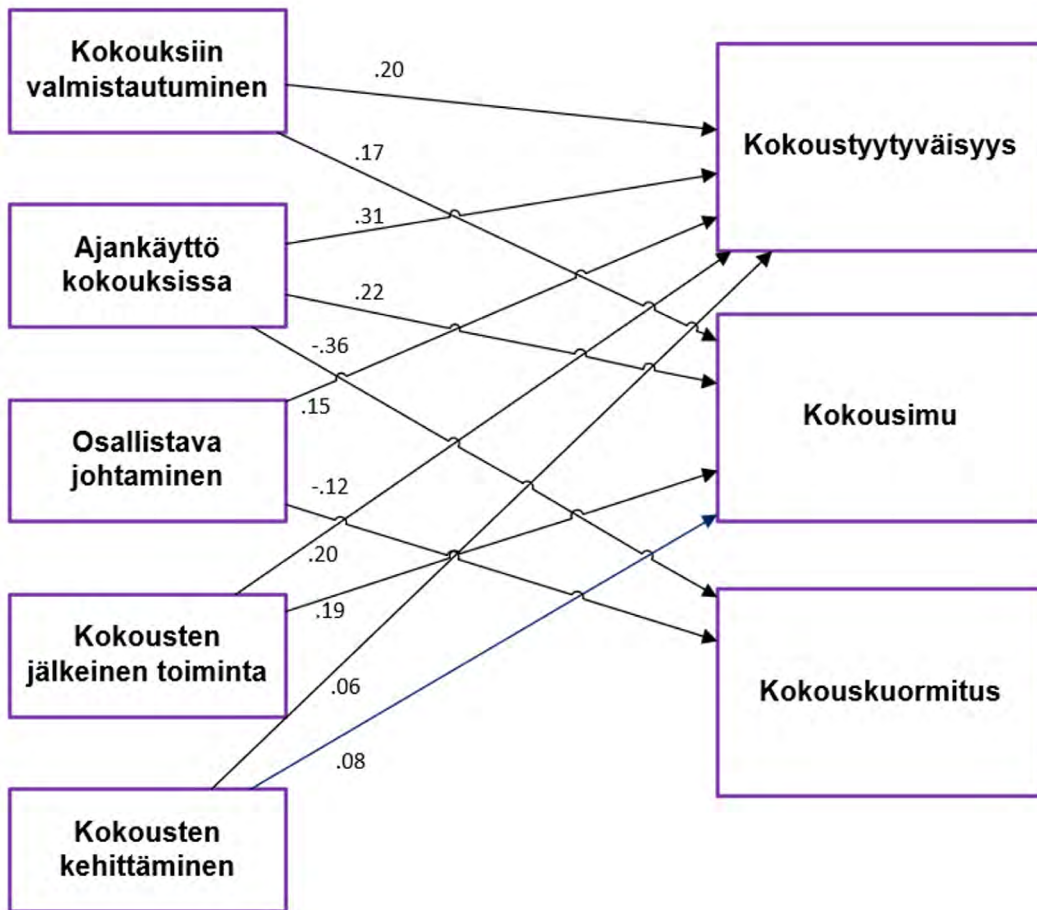 Kokouksiin
valmistautuminen
.20
Kokoustyytyväisyys
.17
.31
Ajankäyttö
kokouksissa
.22
-.36
.15
Kokousimu
Osallistava
johtaminen
-.12
.20
.19
Kokousten
jälkeinen toiminta
.06
Kokouskuormitus
.08
Kokousten
kehittäminen